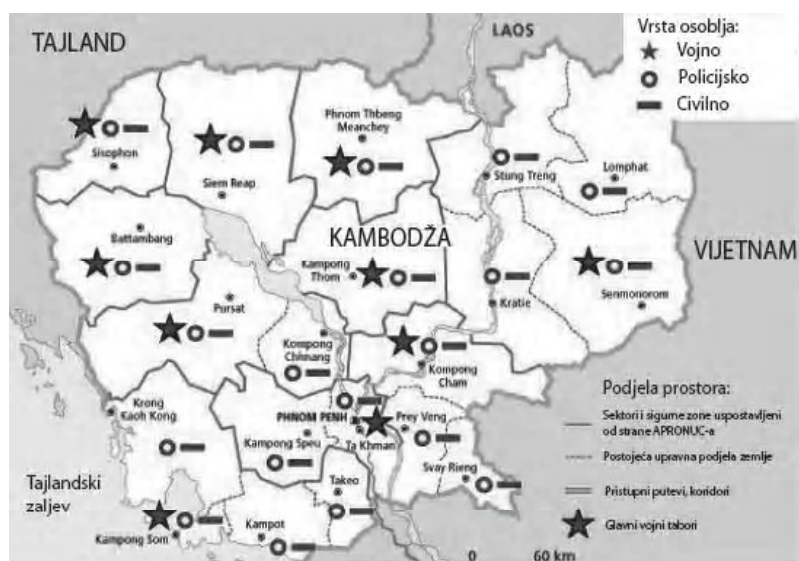 TAJLAND
LAOS
Vrsta osoblja:
Vojno
Policijsko
Civilno
Phnom Thbeng
Meanchey
Sisophon
Siem Reap
Stung Treng
Lomphat
Battambang
KAMBODŽA
VIJETNAM
Kampong
Thom
Pursat
Kratie
Senmonorom
Kompong
Chhnang
Kompong
Cham
Krong
Kaoh Kong
PHNOM PENH
Prey Veng
Ta Khman
Kampong Speu
Svay Rieng
Takeo
Tajlandski
zaljev
Kampong Som
Kampot
Podjela prostora:
Sektori i sigurne zone uspostavljeni
od strane APRONUC-a
Postojeća upravna podjela zemlje
Pristupni putevi, koridori
Glavni vojni tabori
0 60 km